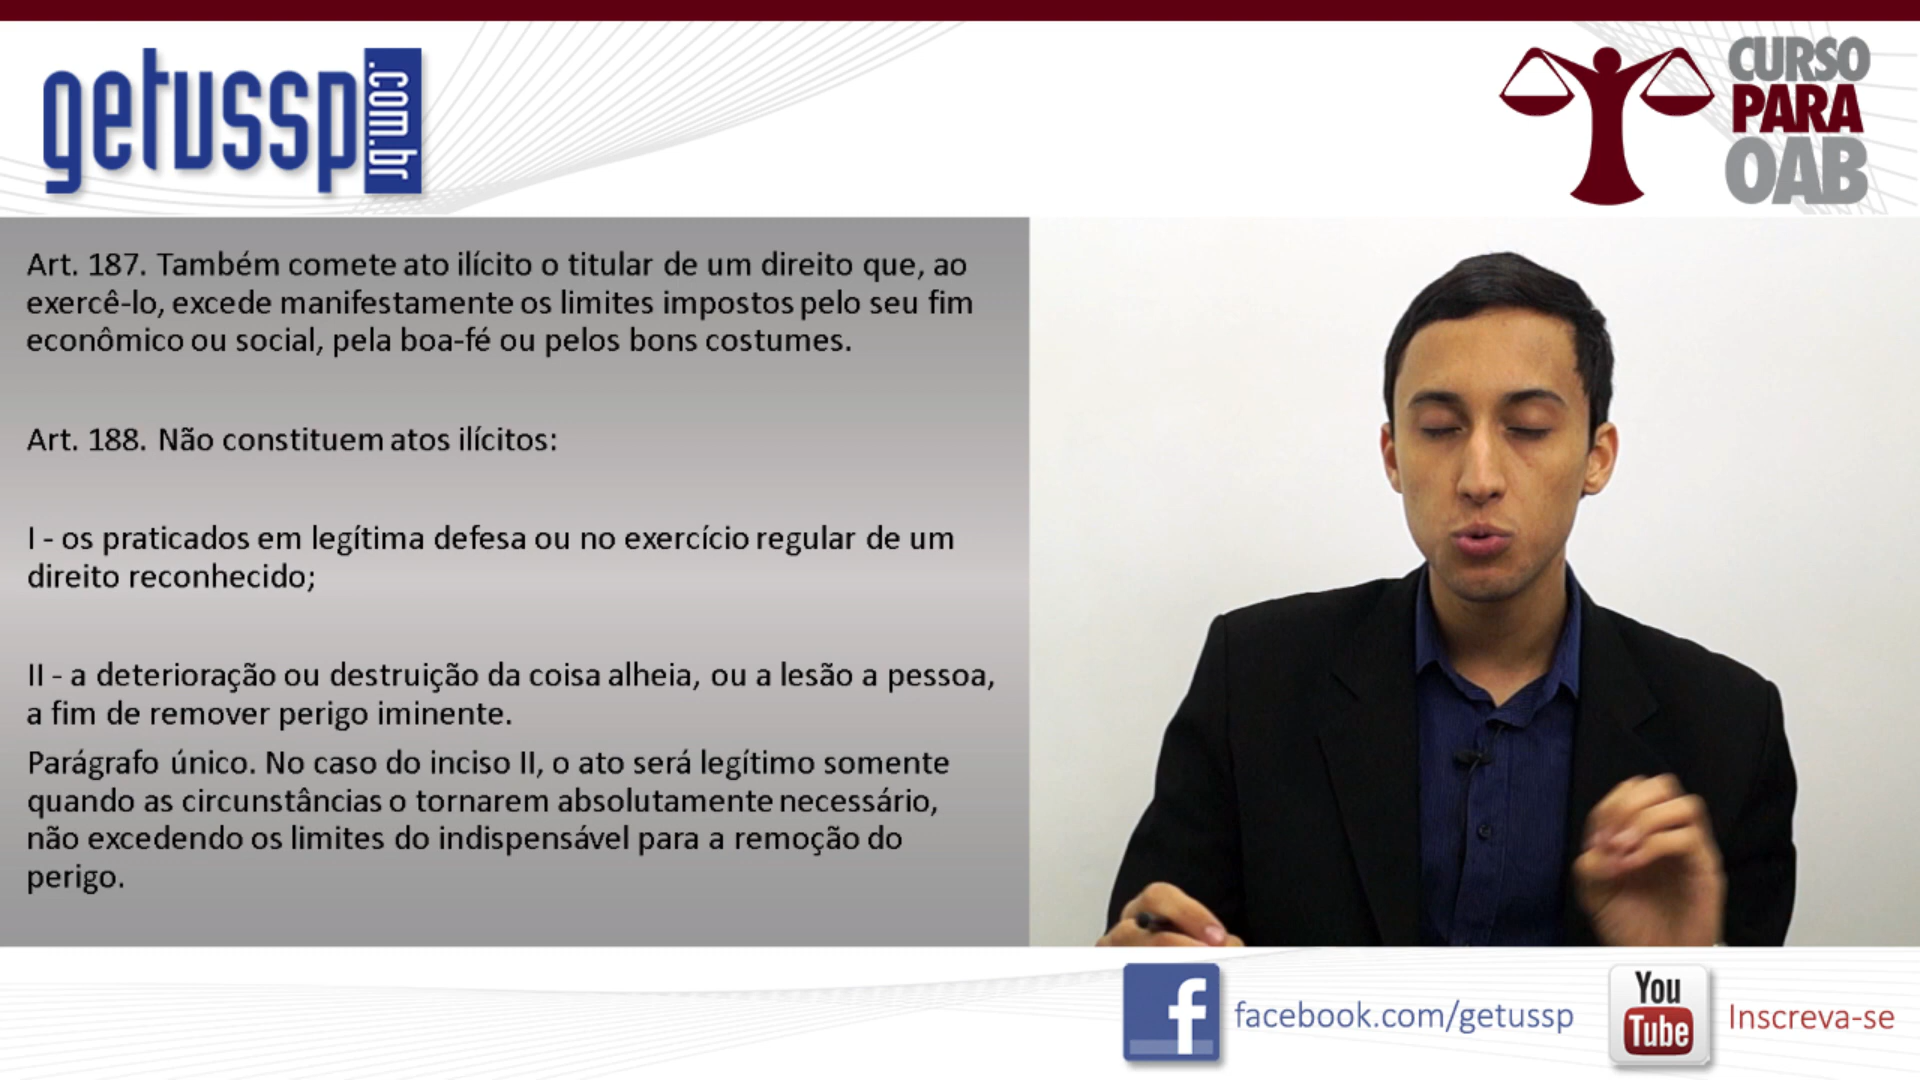 getussp.com.br
CURSO
PARA
OAB
Art. 187. Também comete ato ilícito o titular de um direito que, ao
exercê-lo, excede manifestamente os limites impostos pelo seu fim
econômico ou social, pela boa-fé ou pelos bons costumes.
Art. 188. Não constituem atos ilícitos:
I - os praticados em legítima defesa ou no exercício regular de um
direito reconhecido;
II - a deterioração ou destruição da coisa alheia, ou a lesão a pessoa,
a fim de remover perigo iminente.
Parágrafo único. No caso do inciso II, o ato será legítimo somente
quando as circunstâncias o tornarem absolutamente necessário,
não excedendo os limites do indispensável para a remoção do
perigo.
f
facebook.com/getussp
You
Tube
Inscreva-se